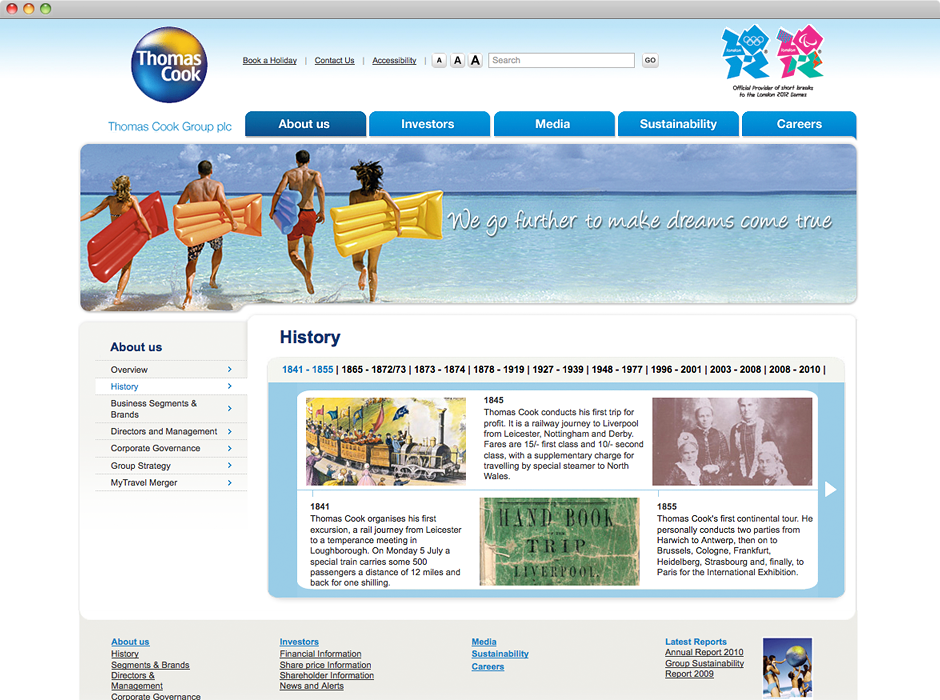 Thomas
Cook
Book a Holiday | Contact Us | Accessibility | A A A Search GO
london
london
Official Provider of short breaks
to the London 2012 Games
Thomas Cook Group plc
About us Investors Media Sustainability Careers
We go further to make dreams come true
About us
Overview
History
Business Segments &
Brands
Directors and Management
Corporate Governance
Group Strategy
MyTravel Merger
History
1841 - 1855 | 1865 - 1872/73 | 1873 - 1874 | 1878 - 1919 | 1927 - 1939 | 1948 - 1977 | 1996 - 2001 | 2003 - 2008 | 2008 - 2010 |
1845
Thomas Cook conducts his first trip for
profit. It is a railway journey to Liverpool
from Leicester, Nottingham and Derby.
Fares are 15/- first class and 10/- second
class, with a supplementary charge for
travelling by special steamer to North
Wales.
1841
Thomas Cook organises his first
excursion, a rail journey from Leicester
to a temperance meeting in
Loughborough. On Monday 5 July a
special train carries some 500
passengers a distance of 12 miles and
back for one shilling.
HAND BOOK
TRIP
LIVERPOOL,
1855
Thomas Cook's first continental tour. He
personally conducts two parties from
Harwich to Antwerp, then on to
Brussels, Cologne, Frankfurt,
Heidelberg, Strasbourg and, finally, to
Paris for the International Exhibition.
About us
History
Segments & Brands
Directors &
Management
Corporate Governance
Investors
Financial Information
Share price Information
Shareholder Information
News and Alerts
Media
Sustainability
Careers
Latest Reports
Annual Report 2010
Group Sustainability
Report 2009